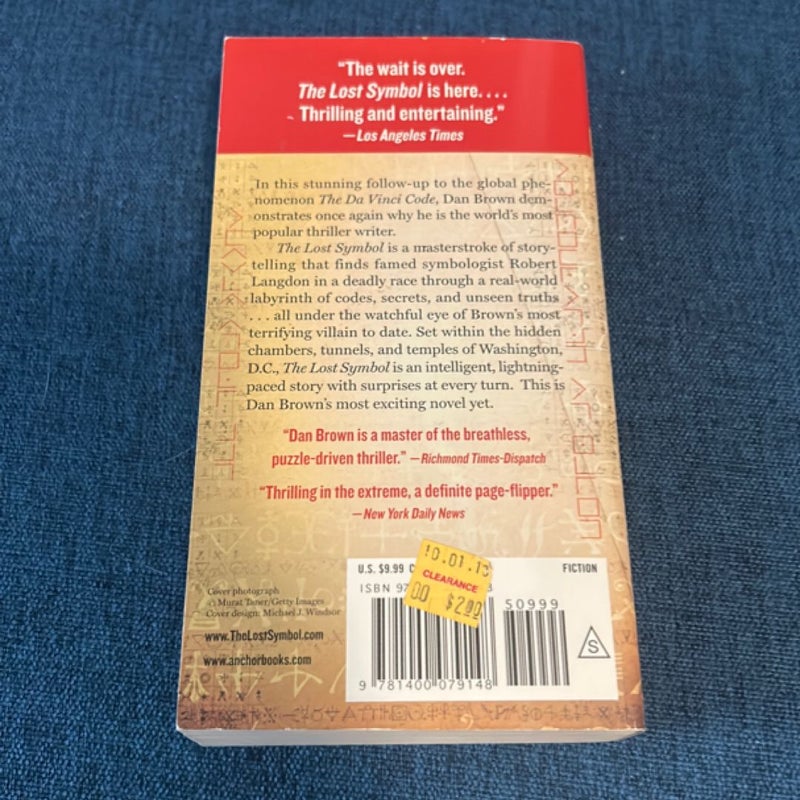 “The wait is over.
The Lost Symbol is here. . . .
Thrilling and entertaining.”
—Los Angeles Times
In this stunning follow-up to the global phe-
nomenon The Da Vinci Code, Dan Brown dem-
onstrates once again why he is the world’s most
popular thriller writer.
The Lost Symbol is a masterstroke of story-
telling that finds famed symbologist Robert
Langdon in a deadly race through a real-world
labyrinth of codes, secrets, and unseen truths
. . . all under the watchful eye of Brown’s most
terrifying villain to date. Set within the hidden
chambers, tunnels, and temples of Washington,
D.C., The Lost Symbol is an intelligent, lightning-
paced story with surprises at every turn. This is
Dan Brown’s most exciting novel yet.
“Dan Brown is a master of the breathless,
puzzle-driven thriller.” —Richmond Times-Dispatch
“Thrilling in the extreme, a definite page-flipper.”
—New York Daily News
Cover photograph
© Murat Taner/Getty Images
Cover design: Michael J. Windsor
www.TheLostSymbol.com
www.anchorbooks.com
U.S. $9.99 C
FICTION
ISBN 97
10.01.1
CLEARANCE
00 $2.00
50999
S
9 781400 079148